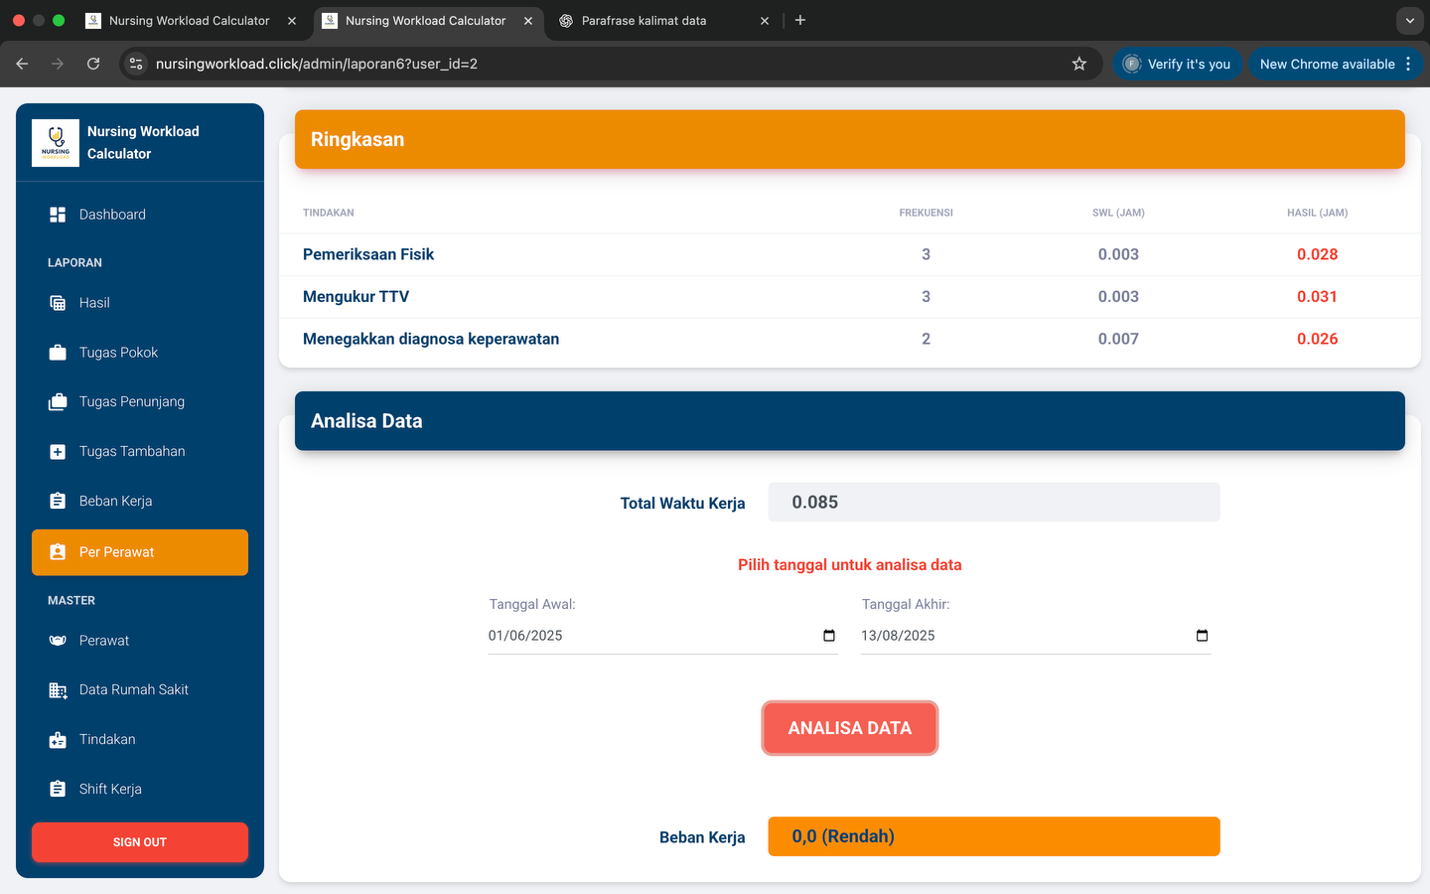 Nursing Workload Calculator
Nursing Workload Calculator
Parafrase kalimat data
nursingworkload.click/admin/laporan6?user_id=2
F
Verify it's you
New Chrome available
NURSING
WORKLOAD
Nursing Workload
Calculator
Dashboard
LAPORAN
Hasil
Tugas Pokok
Tugas Penunjang
Tugas Tambahan
Beban Kerja
Per Perawat
MASTER
Perawat
Data Rumah Sakit
Tindakan
Shift Kerja
SIGN OUT
Ringkasan
TINDAKAN FREKUENSI SWL (JAM) HASIL (JAM)
Pemeriksaan Fisik 3 0.003 0.028
Mengukur TTV 3 0.003 0.031
Menegakkan diagnosa keperawatan 2 0.007 0.026
Analisa Data
Total Waktu Kerja 0.085
Pilih tanggal untuk analisa data
Tanggal Awal: Tanggal Akhir:
01/06/2025 13/08/2025
ANALISA DATA
Beban Kerja 0,0 (Rendah)